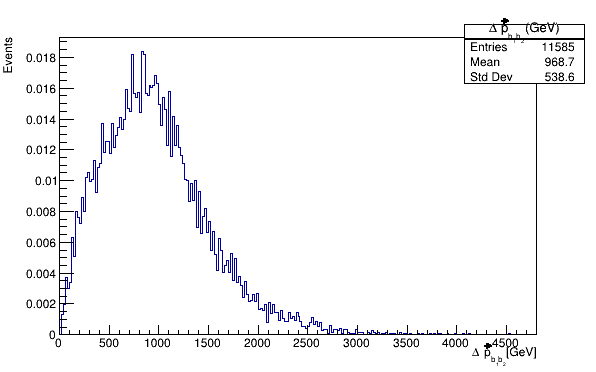 Δ p⃗ b₁b₂ (GeV)
Entries 11585
Mean 968.7
Std Dev 538.6
Events
0.018
0.016
0.014
0.012
0.01
0.008
0.006
0.004
0.002
0
0 500 1000 1500 2000 2500 3000 3500 4000 4500
Δ p⃗ b₁b₂ [GeV]